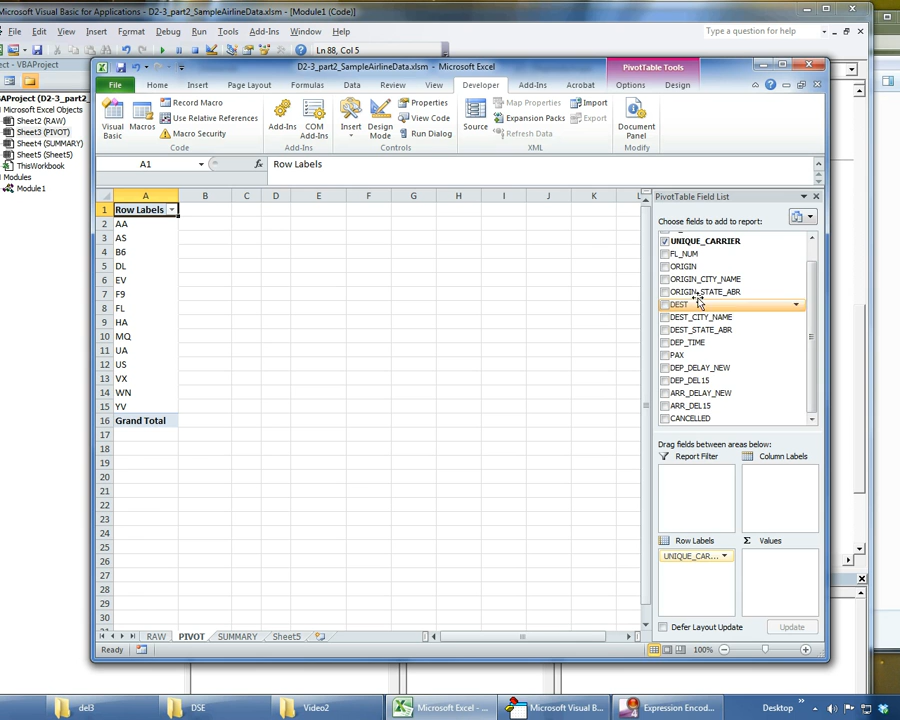 Visual Basic for Applications - D2-3_part2_SampleAirlineData.xlsm - [Module1 (Code)]
File Edit View Insert Format Debug Run Tools Add-Ins Window Help Type a question for help
Ln 88, Col 5
- VBAProject
AProject (D2-3_part2_
Microsoft Excel Objects
Sheet2 (RAW)
Sheet3 (PIVOT)
Sheet4 (SUMMARY)
Sheet5 (Sheet5)
ThisWorkbook
Modules
Module1
D2-3_part2_SampleAirlineData.xlsm - Microsoft Excel
PivotTable Tools
File Home Insert Page Layout Formulas Data Review View Developer Add-Ins Acrobat Options Design
Visual Basic
Macros
Record Macro
Use Relative References
Macro Security
Code
Add-Ins
COM Add-Ins
Add-Ins
Insert
Design Mode
Properties
View Code
Run Dialog
Controls
Source
Map Properties
Expansion Packs
Refresh Data
Import
Export
XML
Document Panel
Modify
A1
fx
Row Labels
A B C D E F G H I J K L
1 Row Labels
2 AA
3 AS
4 B6
5 DL
6 EV
7 F9
8 FL
9 HA
10 MQ
11 UA
12 US
13 VX
14 WN
15 YV
16 Grand Total
17
18
19
20
21
22
23
24
25
26
27
28
29
30
PivotTable Field List
Choose fields to add to report:
UNIQUE_CARRIER
FL_NUM
ORIGIN
ORIGIN_CITY_NAME
ORIGIN_STATE_ABR
DEST
DEST_CITY_NAME
DEST_STATE_ABR
DEP_TIME
PAX
DEP_DELAY_NEW
DEP_DEL15
ARR_DELAY_NEW
ARR_DEL15
CANCELLED
Drag fields between areas below:
Report Filter
Column Labels
Row Labels
Σ Values
UNIQUE_CAR...
Defer Layout Update
Update
RAW PIVOT SUMMARY Sheet5
Ready
100%
del3
DSE
Video2
Microsoft Excel - ...
Microsoft Visual B...
Expression Encod...
Desktop
»